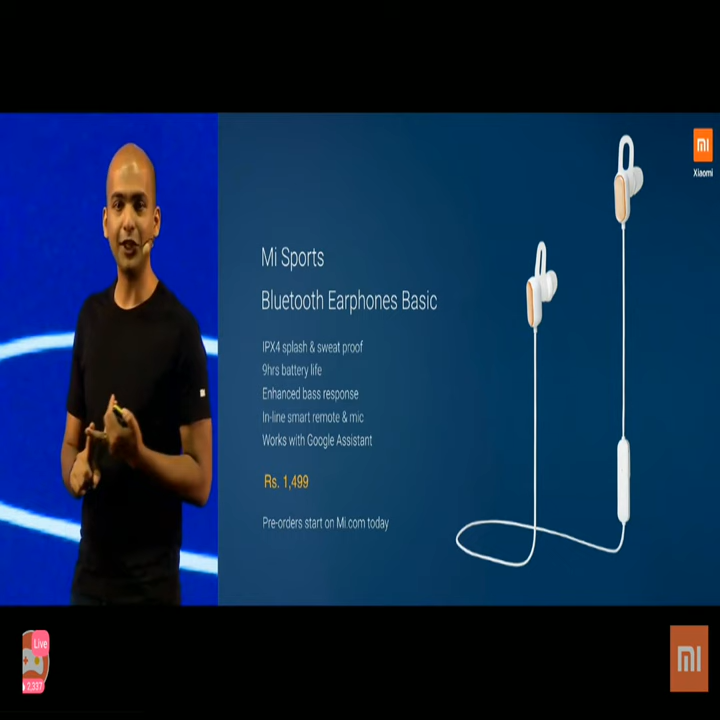 Xiaomi
Mi Sports
Bluetooth Earphones Basic
IPX4 splash & sweat proof
9hrs battery life
Enhanced bass response
In-line smart remote & mic
Works with Google Assistant
Rs. 1,499
Pre-orders start on Mi.com today
Live
2,337